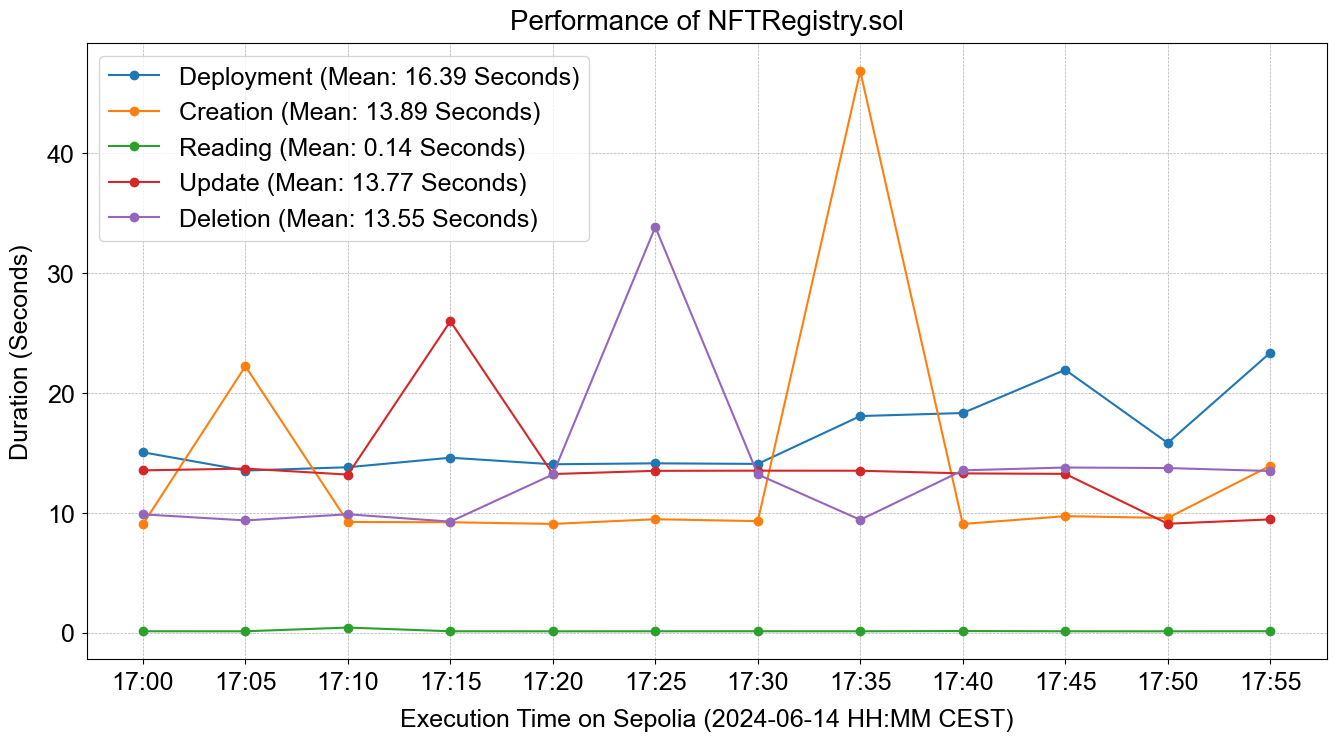 Performance of NFTRegistry.sol
Deployment (Mean: 16.39 Seconds)
Creation (Mean: 13.89 Seconds)
Reading (Mean: 0.14 Seconds)
Update (Mean: 13.77 Seconds)
Deletion (Mean: 13.55 Seconds)
Duration (Seconds)
40
30
20
10
0
17:00 17:05 17:10 17:15 17:20 17:25 17:30 17:35 17:40 17:45 17:50 17:55
Execution Time on Sepolia (2024-06-14 HH:MM CEST)